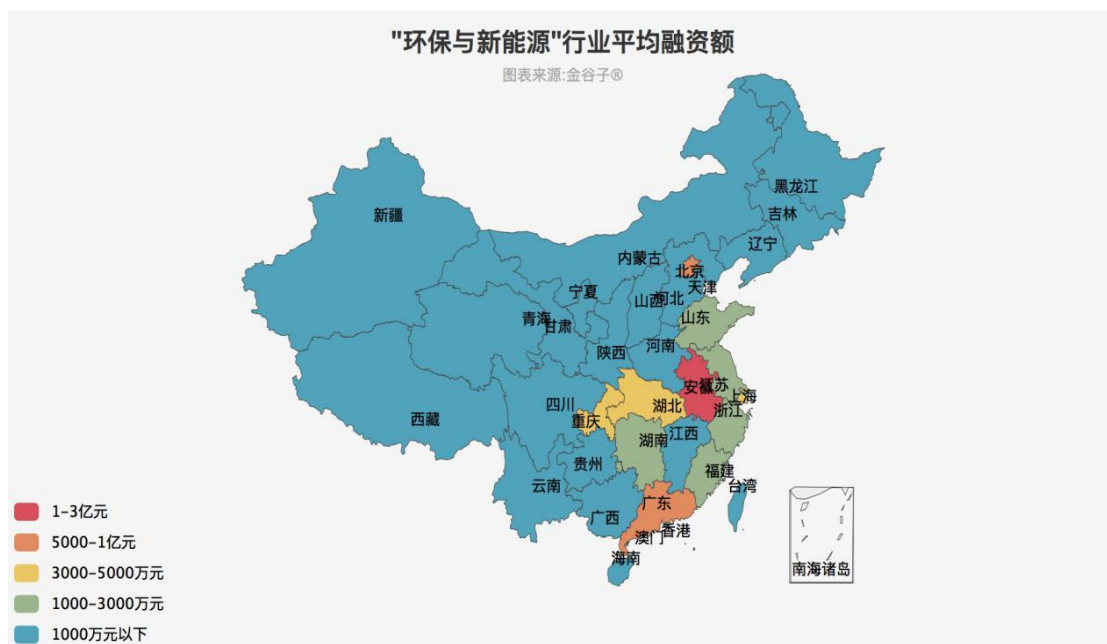 "环保与新能源"行业平均融资额
图表来源:金谷子®
黑龙江
吉林
新疆
辽宁
内蒙古
北京
天津
宁夏
山西
河北
青海
甘肃
山东
陕西
河南
安徽
江苏
上海
四川
湖北
浙江
西藏
重庆
湖南
江西
贵州
福建
云南
台湾
广东
广西
香港
澳门
海南
南海诸岛
1-3亿元
5000-1亿元
3000-5000万元
1000-3000万元
1000万元以下